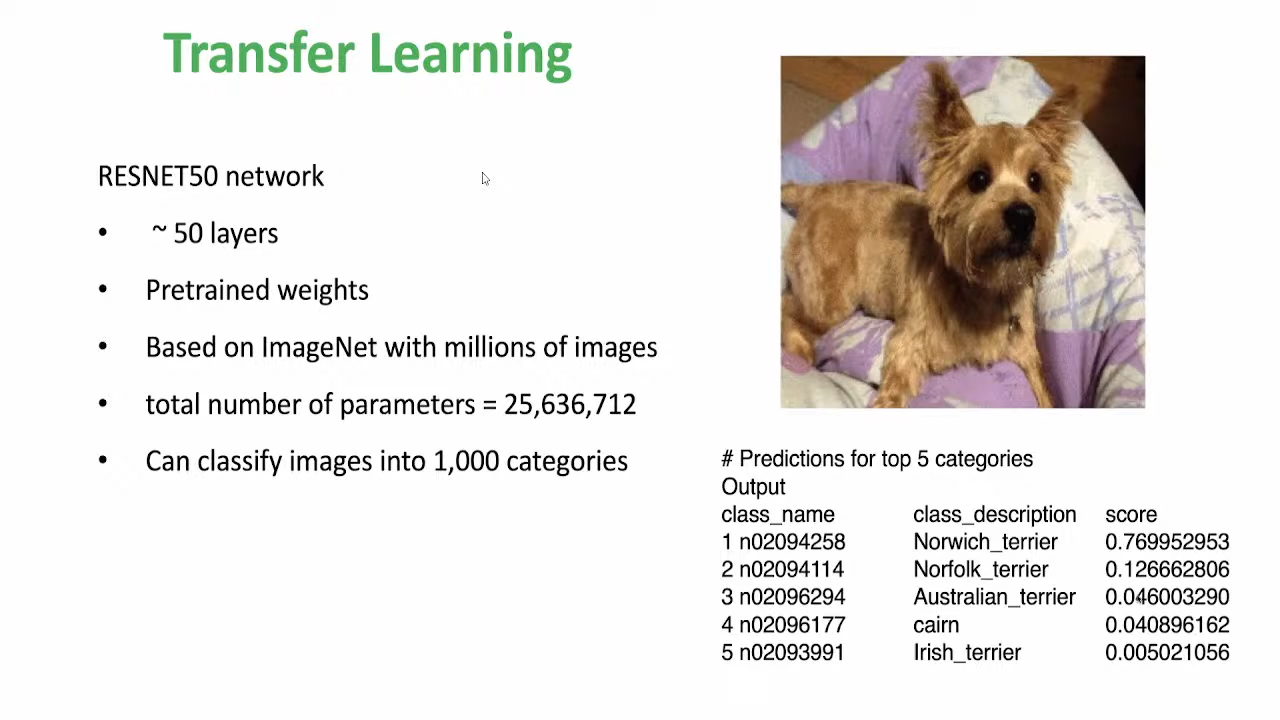 Transfer Learning
RESNET50 network
• ~ 50 layers
• Pretrained weights
• Based on ImageNet with millions of images
• total number of parameters = 25,636,712
• Can classify images into 1,000 categories
# Predictions for top 5 categories
Output
class_name class_description score
1 n02094258 Norwich_terrier 0.769952953
2 n02094114 Norfolk_terrier 0.126662806
3 n02096294 Australian_terrier 0.046003290
4 n02096177 cairn 0.040896162
5 n02093991 Irish_terrier 0.005021056